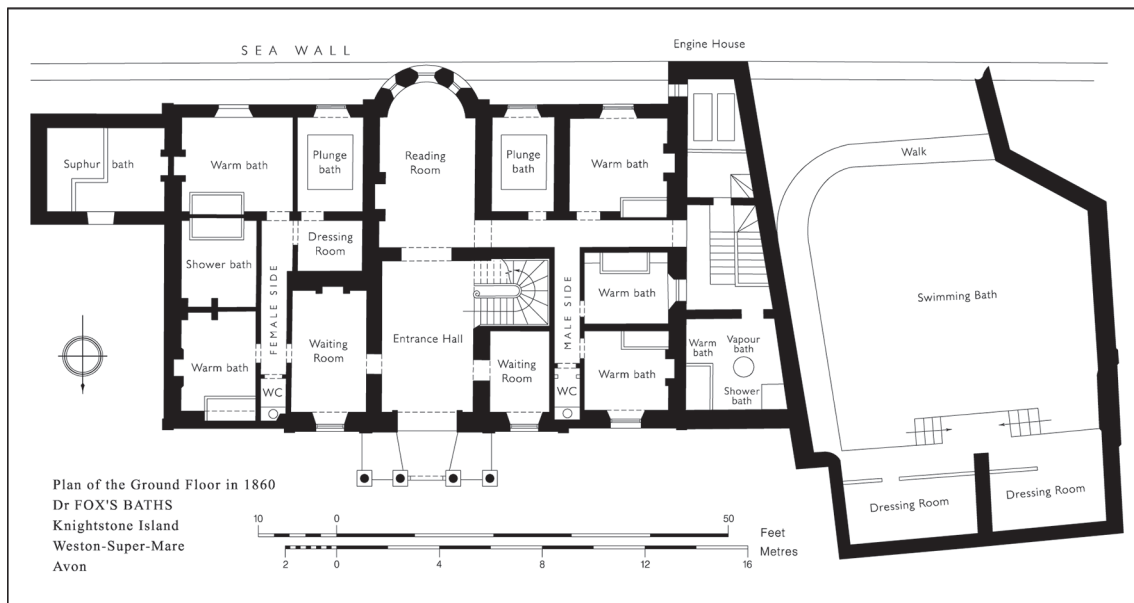 SEA WALL
Engine House
Suphur bath
Warm bath
Plunge
bath
Reading
Room
Plunge
bath
Warm bath
Walk
Shower bath
Dressing
Room
FEMALE SIDE
MALE SIDE
Warm bath
Swimming Bath
Warm bath
Waiting
Room
Entrance Hall
Waiting
Room
Warm bath
Warm
bath
Vapour
bath
Shower
bath
WC
WC
Dressing Room
Dressing Room
Plan of the Ground Floor in 1860
Dr FOX'S BATHS
Knightstone Island
Weston-Super-Mare
Avon
10 0 50
Feet
Metres
2 0 4 8 12 16